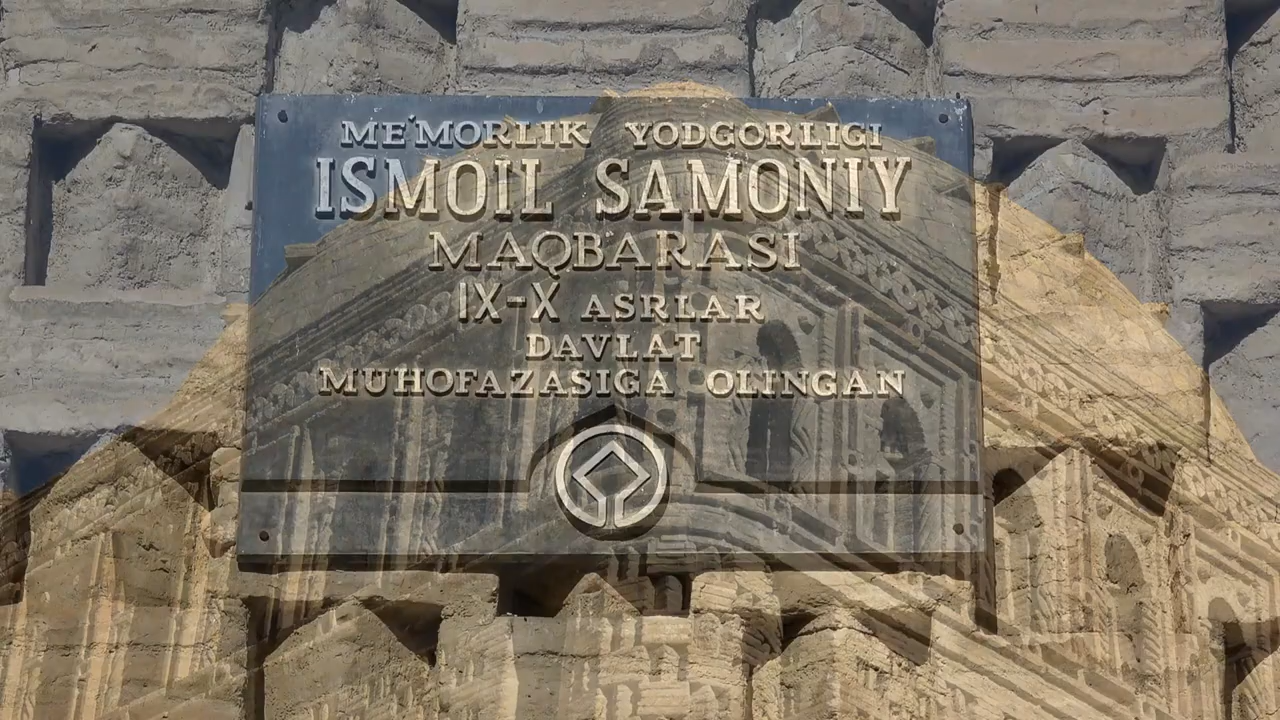 ME'MORLIK YODGORLIGI
ISMOIL SAMONIY
MAQBARASI
IX-X ASRLAR
DAVLAT
MUHOFAZASIGA OLINGAN